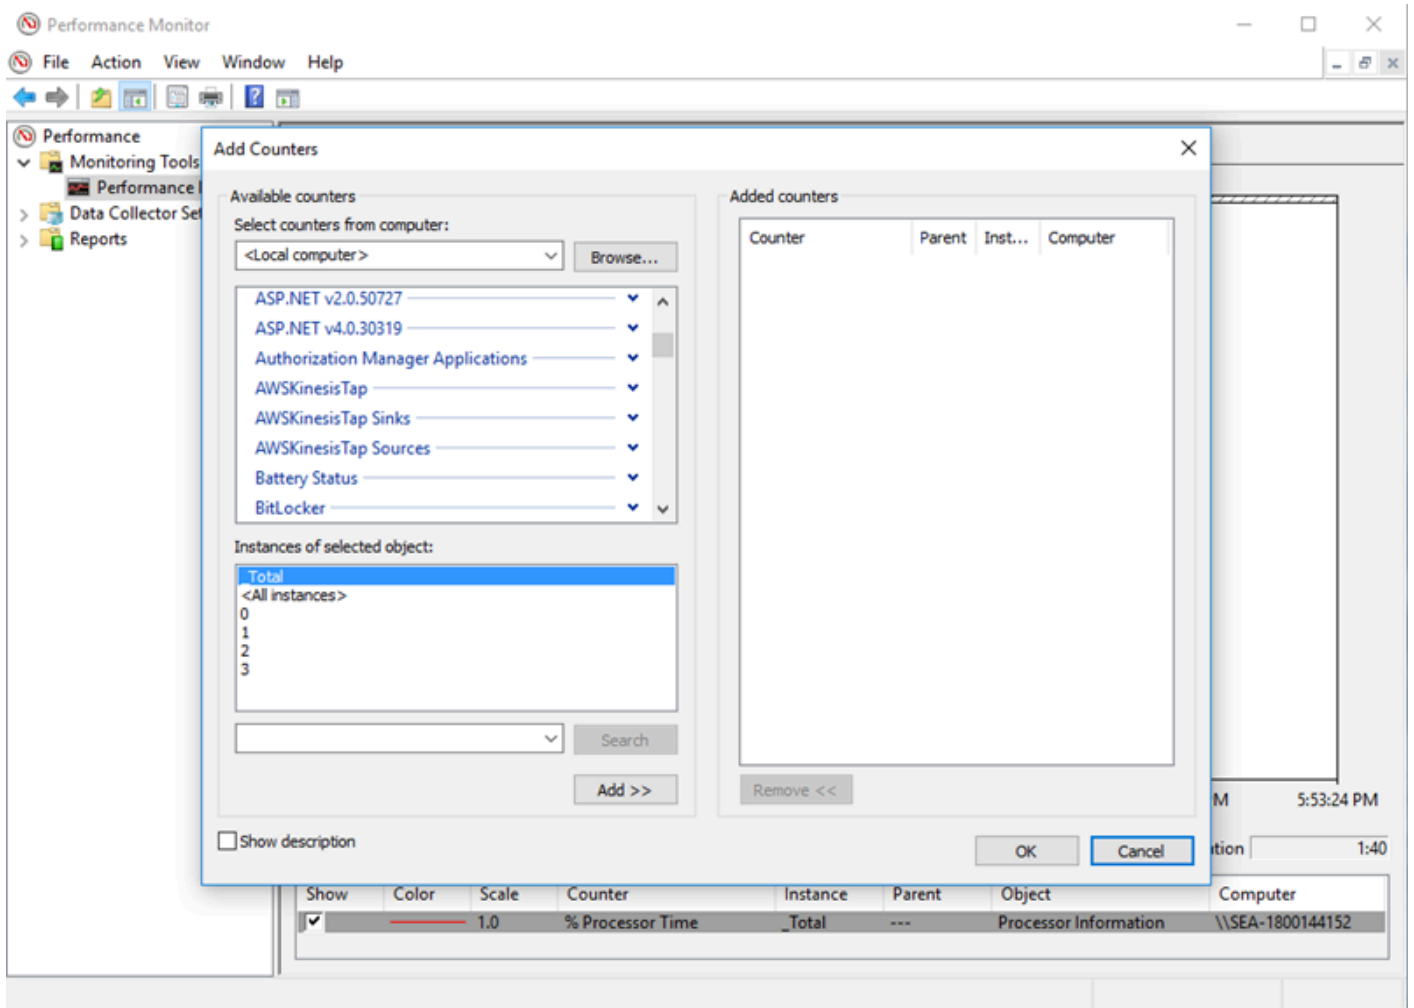 Performance Monitor
File Action View Window Help
Performance
Monitoring Tools
Performance
Data Collector Set
Reports
Add Counters
Available counters
Select counters from computer:
<Local computer>
Browse...
ASP.NET v2.0.50727
ASP.NET v4.0.30319
Authorization Manager Applications
AWSKinesisTap
AWSKinesisTap Sinks
AWSKinesisTap Sources
Battery Status
BitLocker
Instances of selected object:
_Total
<All instances>
0
1
2
3
Search
Add >>
Show description
Added counters
Counter Parent Inst... Computer
Remove <<
OK Cancel
M 5:53:24 PM
ation 1:40
Show Color Scale Counter Instance Parent Object Computer
1.0 % Processor Time _Total --- Processor Information \\SEA-1800144152